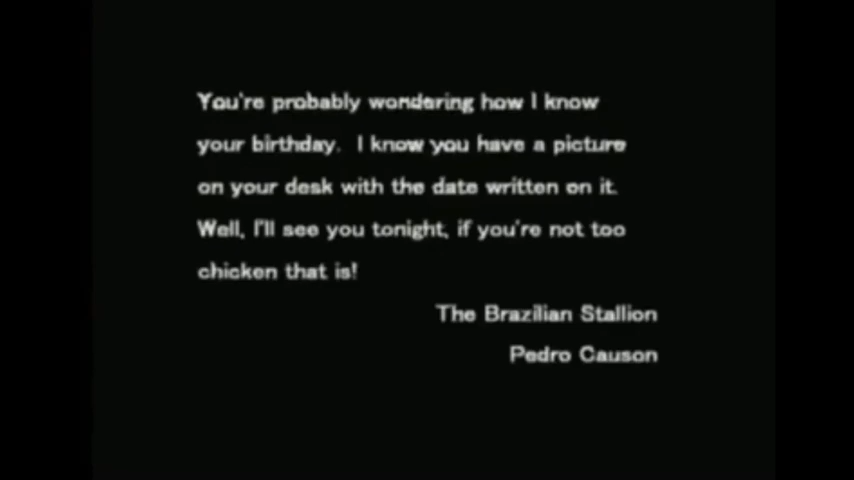 You're probably wondering how I know
your birthday. I know you have a picture
on your desk with the date written on it.
Well, I'll see you tonight, if you're not too
chicken that is!
The Brazilian Stallion
Pedro Causon